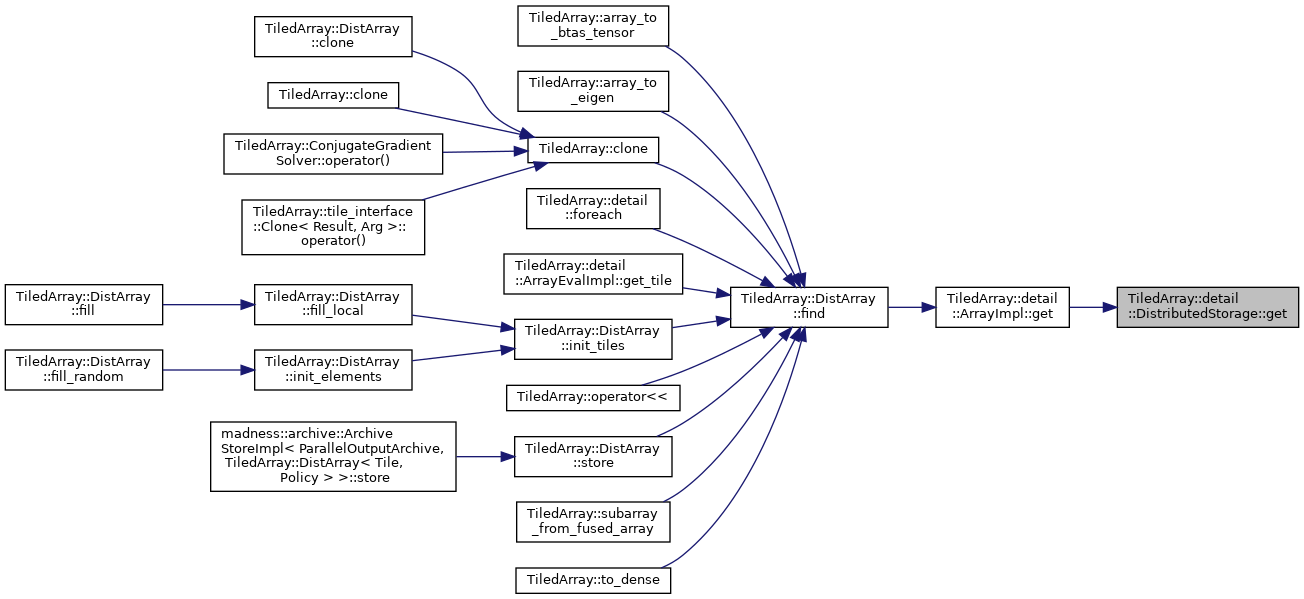 TiledArray::DistArray
::clone
TiledArray::clone
TiledArray::ConjugateGradient
Solver::operator()
TiledArray::tile_interface
::Clone< Result, Arg >::
operator()
TiledArray::DistArray
::fill
TiledArray::DistArray
::fill_random
TiledArray::DistArray
::fill_local
TiledArray::DistArray
::init_elements
madness::archive::Archive
StoreImpl< ParallelOutputArchive,
TiledArray::DistArray< Tile,
Policy > >::store
TiledArray::array_to
_btas_tensor
TiledArray::array_to
_eigen
TiledArray::clone
TiledArray::detail
::foreach
TiledArray::detail
::ArrayEvalImpl::get_tile
TiledArray::DistArray
::init_tiles
TiledArray::operator<<
TiledArray::DistArray
::store
TiledArray::subarray
_from_fused_array
TiledArray::to_dense
TiledArray::DistArray
::find
TiledArray::detail
::ArrayImpl::get
TiledArray::detail
::DistributedStorage::get